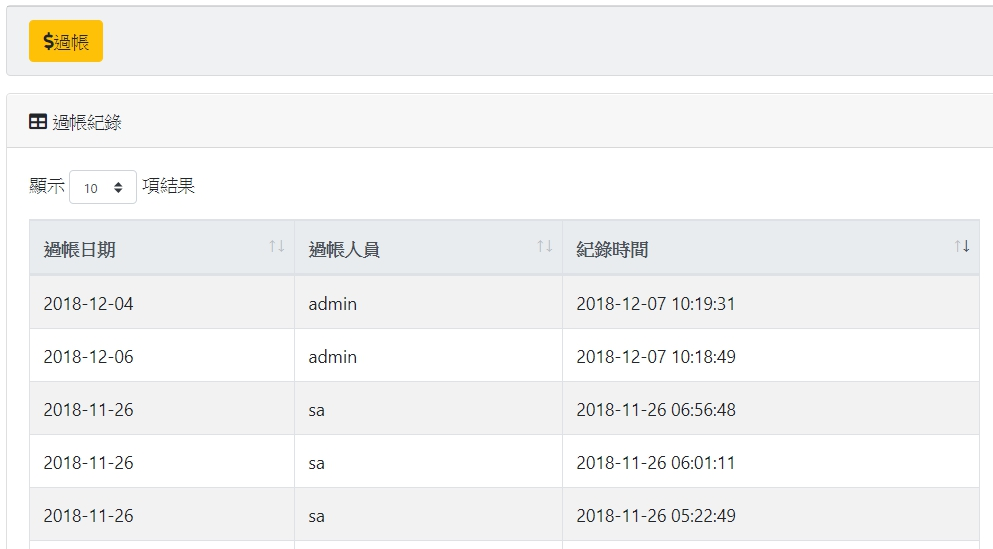 $過帳
過帳紀錄
顯示 10 項結果
過帳日期 過帳人員 紀錄時間
2018-12-04 admin 2018-12-07 10:19:31
2018-12-06 admin 2018-12-07 10:18:49
2018-11-26 sa 2018-11-26 06:56:48
2018-11-26 sa 2018-11-26 06:01:11
2018-11-26 sa 2018-11-26 05:22:49